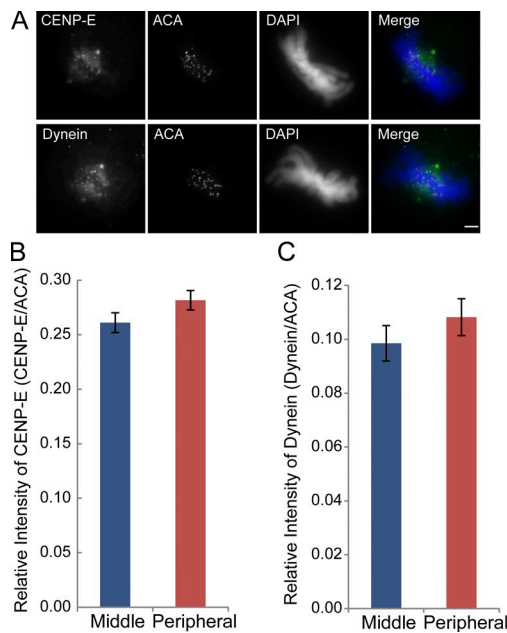 A
CENP-E ACA DAPI Merge
Dynein ACA DAPI Merge
B
Relative Intensity of CENP-E (CENP-E/ACA)
0.30
0.25
0.20
0.15
0.10
0.05
0.00
Middle Peripheral
C
Relative Intensity of Dynein (Dynein/ACA)
0.12
0.10
0.08
0.06
0.04
0.02
0.00
Middle Peripheral